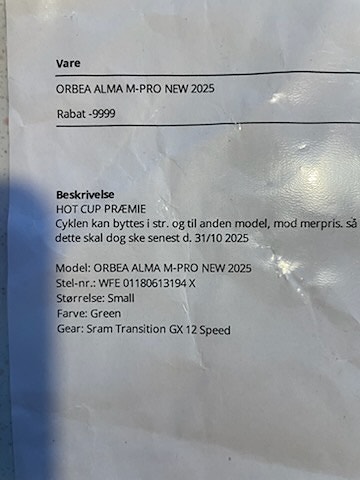 Vare
ORBEA ALMA M-PRO NEW 2025
Rabat -9999
Beskrivelse
HOT CUP PRÆMIE
Cyklen kan byttes i str. og til anden model, mod merpris. så
dette skal dog ske senest d. 31/10 2025
Model: ORBEA ALMA M-PRO NEW 2025
Stel-nr.: WFE 01180613194 X
Størrelse: Small
Farve: Green
Gear: Sram Transition GX 12 Speed